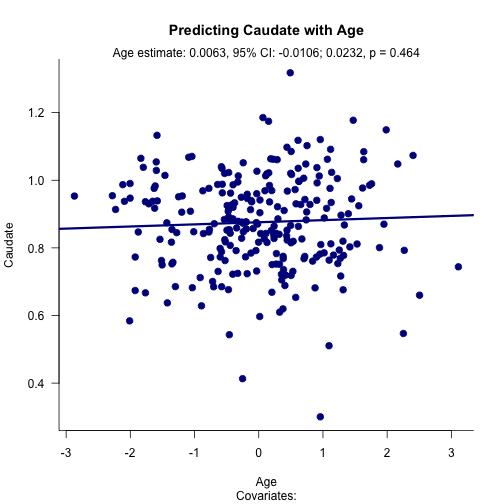 Predicting Caudate with Age
Age estimate: 0.0063, 95% CI: -0.0106; 0.0232, p = 0.464
Caudate
1.2
1.0
0.8
0.6
0.4
-3 -2 -1 0 1 2 3
Age
Covariates: